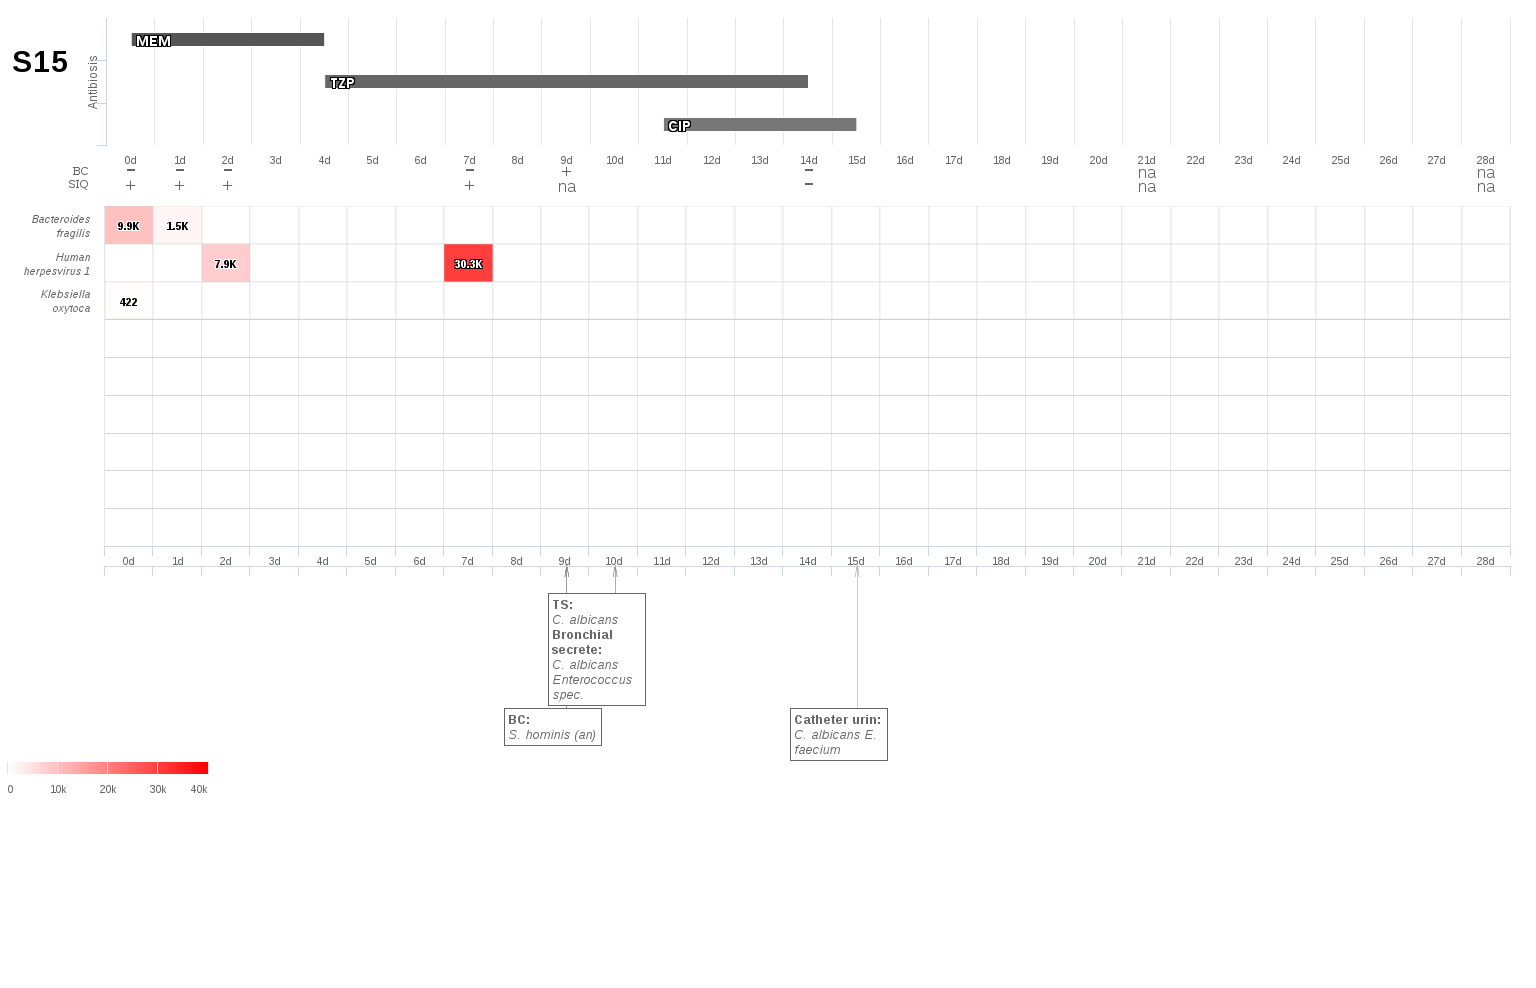 S15
Antibiosis
MEM
TZP
CIP
0d 1d 2d 3d 4d 5d 6d 7d 8d 9d 10d 11d 12d 13d 14d 15d 16d 17d 18d 19d 20d 21d 22d 23d 24d 25d 26d 27d 28d
BC − − − − + − na na
SIQ + + + + na − na na
Bacteroides
fragilis
9.9K 1.5K
Human
herpesvirus 1
7.9K 30.3K
Klebsiella
oxytoca
422
0d 1d 2d 3d 4d 5d 6d 7d 8d 9d 10d 11d 12d 13d 14d 15d 16d 17d 18d 19d 20d 21d 22d 23d 24d 25d 26d 27d 28d
TS:
C. albicans
Bronchial
secrete:
C. albicans
Enterococcus
spec.
BC:
S. hominis (an)
Catheter urin:
C. albicans E.
faecium
0 10k 20k 30k 40k